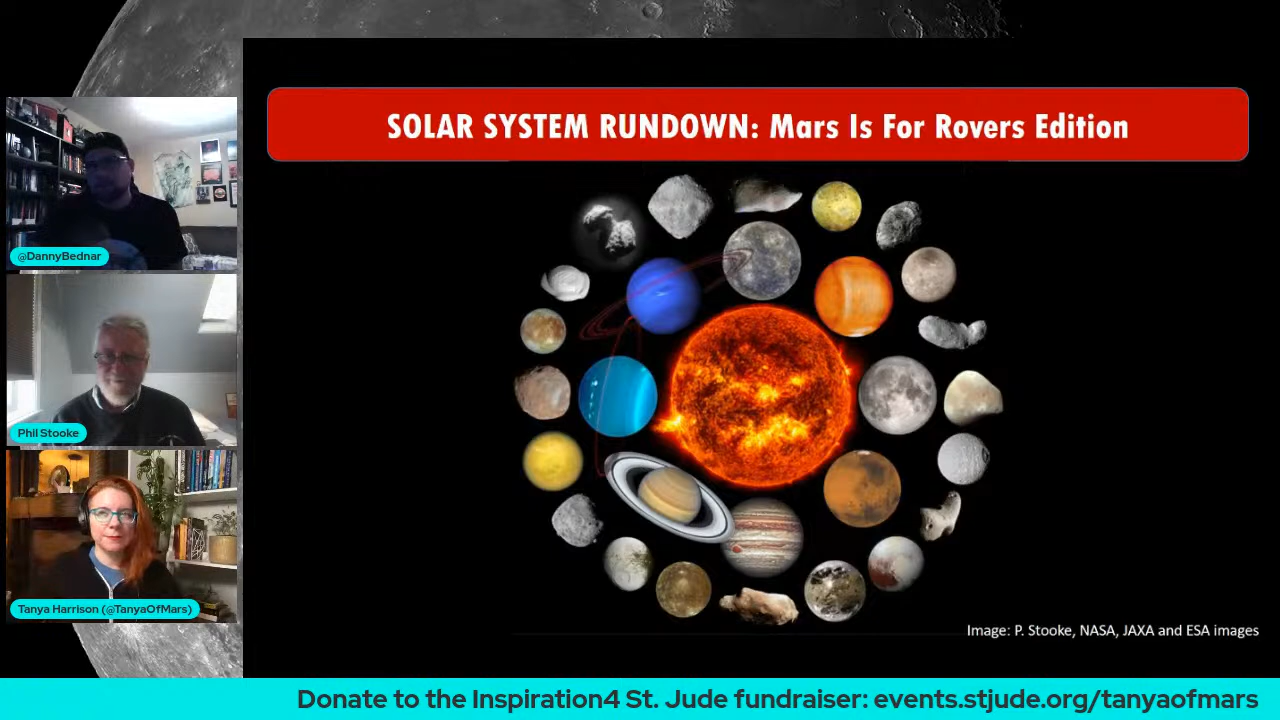 SOLAR SYSTEM RUNDOWN: Mars Is For Rovers Edition
@DannyBednar
Phil Stooke
Tanya Harrison (@TanyaOfMars)
Image: P. Stooke, NASA, JAXA and ESA images
Donate to the Inspiration4 St. Jude fundraiser: events.stjude.org/tanyaofmars